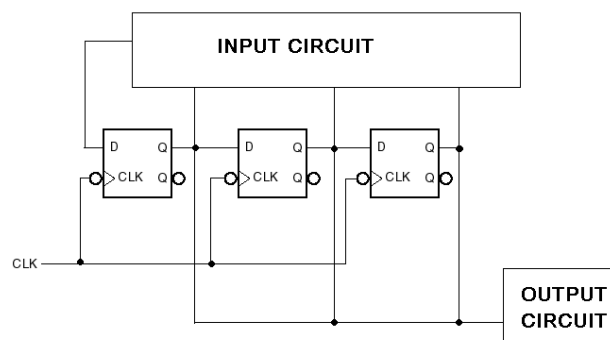 INPUT CIRCUIT
D Q D Q D Q
CLK Q CLK Q CLK Q
CLK
OUTPUT
CIRCUIT